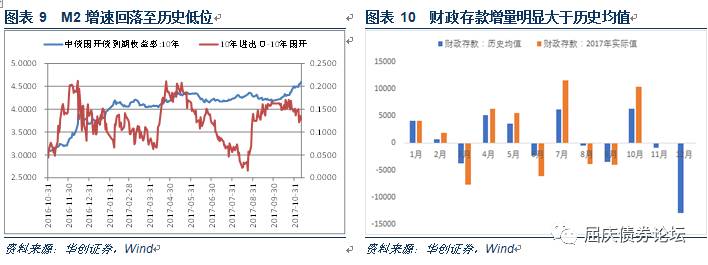 图表 9 M2 增速回落至历史低位
中债国开债到期收益率:10年
10年进出口-10年国开
5.0000
4.5000
4.0000
3.5000
3.0000
2.5000
0.2500
0.2000
0.1500
0.1000
0.0500
0.0000
2016-10-31
2016-11-30
2016-12-31
2017-01-31
2017-02-28
2017-03-31
2017-04-30
2017-05-31
2017-06-30
2017-07-31
2017-08-31
2017-09-30
2017-10-31
资料来源：华创证券，Wind
图表 10 财政存款增量明显大于历史均值
财政存款：历史均值
财政存款：2017年实际值
15000
10000
5000
0
-5000
-10000
-15000
1月
2月
3月
4月
5月
6月
7月
8月
9月
10月
11月
12月
资料来源：华创证券，Wind
屈庆债券论坛